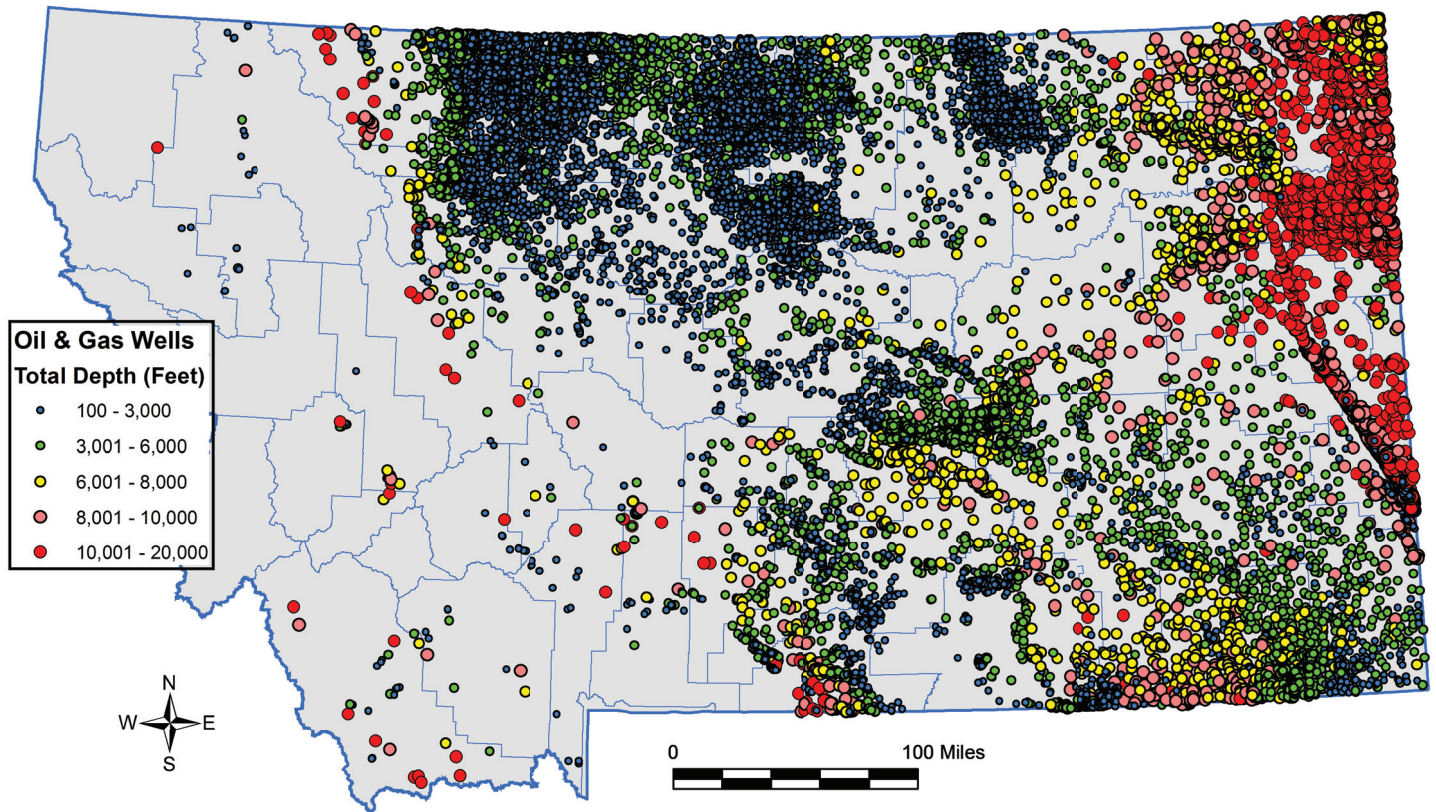 Oil & Gas Wells
Total Depth (Feet)
100 - 3,000
3,001 - 6,000
6,001 - 8,000
8,001 - 10,000
10,001 - 20,000
N
W E
S
0 100 Miles